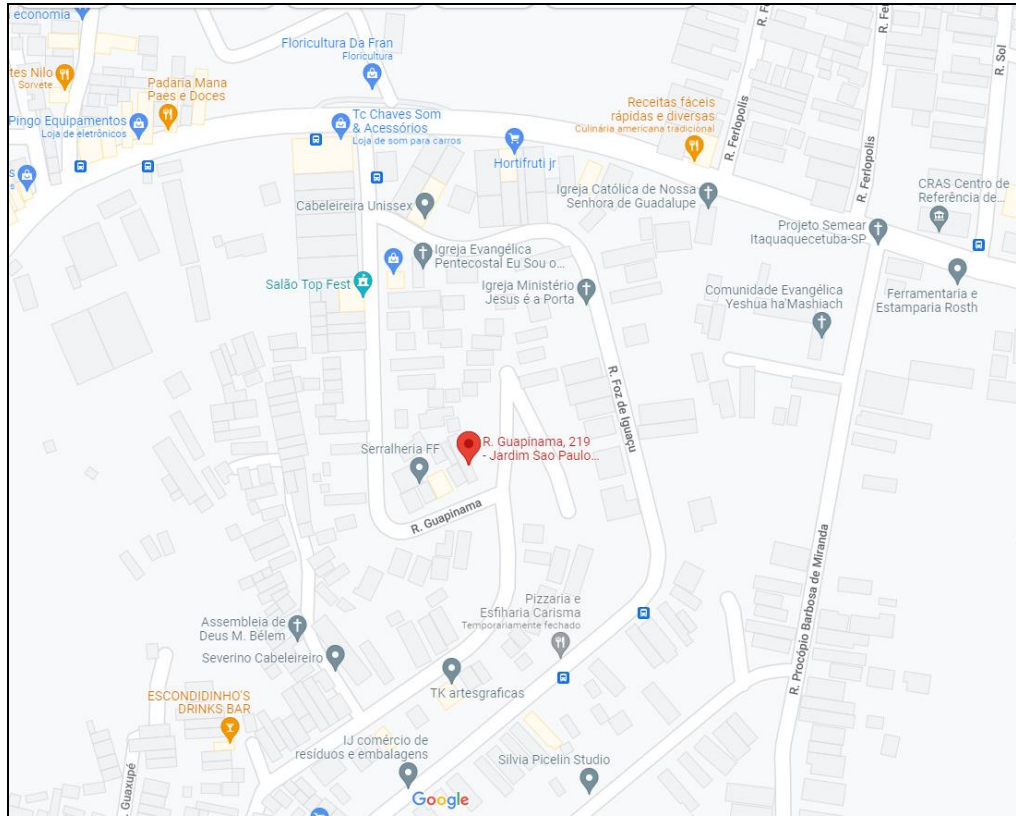 economia
Floricultura Da Fran
Floricultura
tes Nilo
Sorvete
Padaria Mana
Paes e Doces
Pingo Equipamentos
Loja de eletrônicos
Tc Chaves Som
& Acessórios
Loja de som para carros
Hortifruti jr
Receitas fáceis
rápidas e diversas
Culinária americana tradicional
R. Ferlopolis
R. Ferlopolis
R. Sol
Cabeleireira Unissex
Igreja Católica de Nossa
Senhora de Guadalupe
CRAS Centro de
Referência de...
Projeto Semear
Itaquaquecetuba-SP
Igreja Evangélica
Pentecostal Eu Sou o...
Salão Top Fest
Igreja Ministério
Jesus é a Porta
Comunidade Evangélica
Yeshua ha'Mashiach
Ferramentaria e
Estamparia Rosth
R. Foz de Iguaçu
Serralheria FF
R. Guapinama, 219
- Jardim Sao Paulo...
R. Guapinama
Pizzaria e
Esfiharia Carisma
Temporariamente fechado
R. Procópio Barbosa de Miranda
Assembleia de
Deus M. Bélem
Severino Cabeleireiro
TK artesgraficas
ESCONDIDINHO'S
DRINKS BAR
IJ comércio de
resíduos e embalagens
Silvia Picelin Studio
Guaxupé
Google